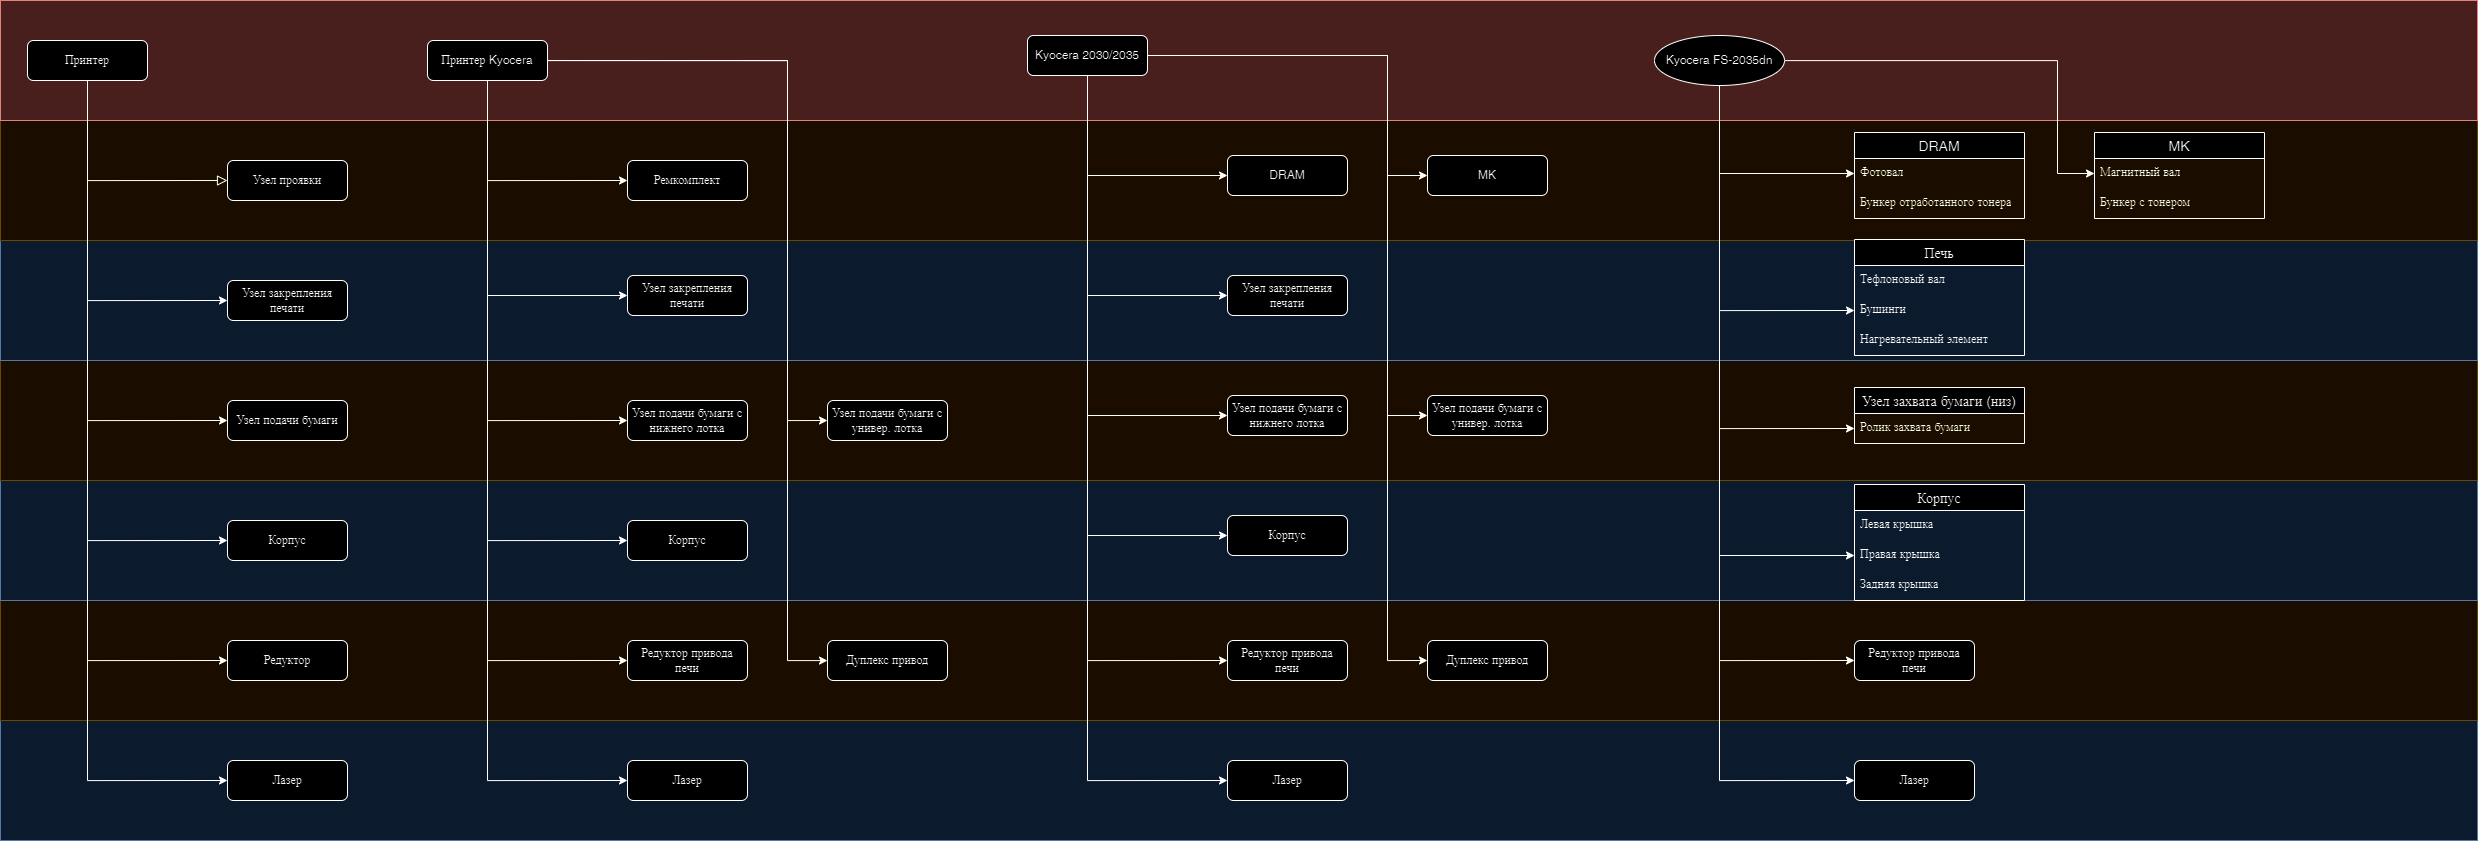 Принтер
Принтер Kyocera
Kyocera 2030/2035
Kyocera FS-2035dn
Узел проявки
Ремкомплект
DRAM
MK
DRAM
Фотовал
Бункер отработанного тонера
MK
Магнитный вал
Бункер с тонером
Узел закрепления
печати
Узел закрепления
печати
Узел закрепления
печати
Печь
Тефлоновый вал
Бушинги
Нагревательный элемент
Узел подачи бумаги
Узел подачи бумаги с
нижнего лотка
Узел подачи бумаги с
универ. лотка
Узел подачи бумаги с
нижнего лотка
Узел подачи бумаги с
универ. лотка
Узел захвата бумаги (низ)
Ролик захвата бумаги
Корпус
Корпус
Корпус
Корпус
Левая крышка
Правая крышка
Задняя крышка
Редуктор
Редуктор привода
печи
Дуплекс привод
Редуктор привода
печи
Дуплекс привод
Редуктор привода
печи
Лазер
Лазер
Лазер
Лазер